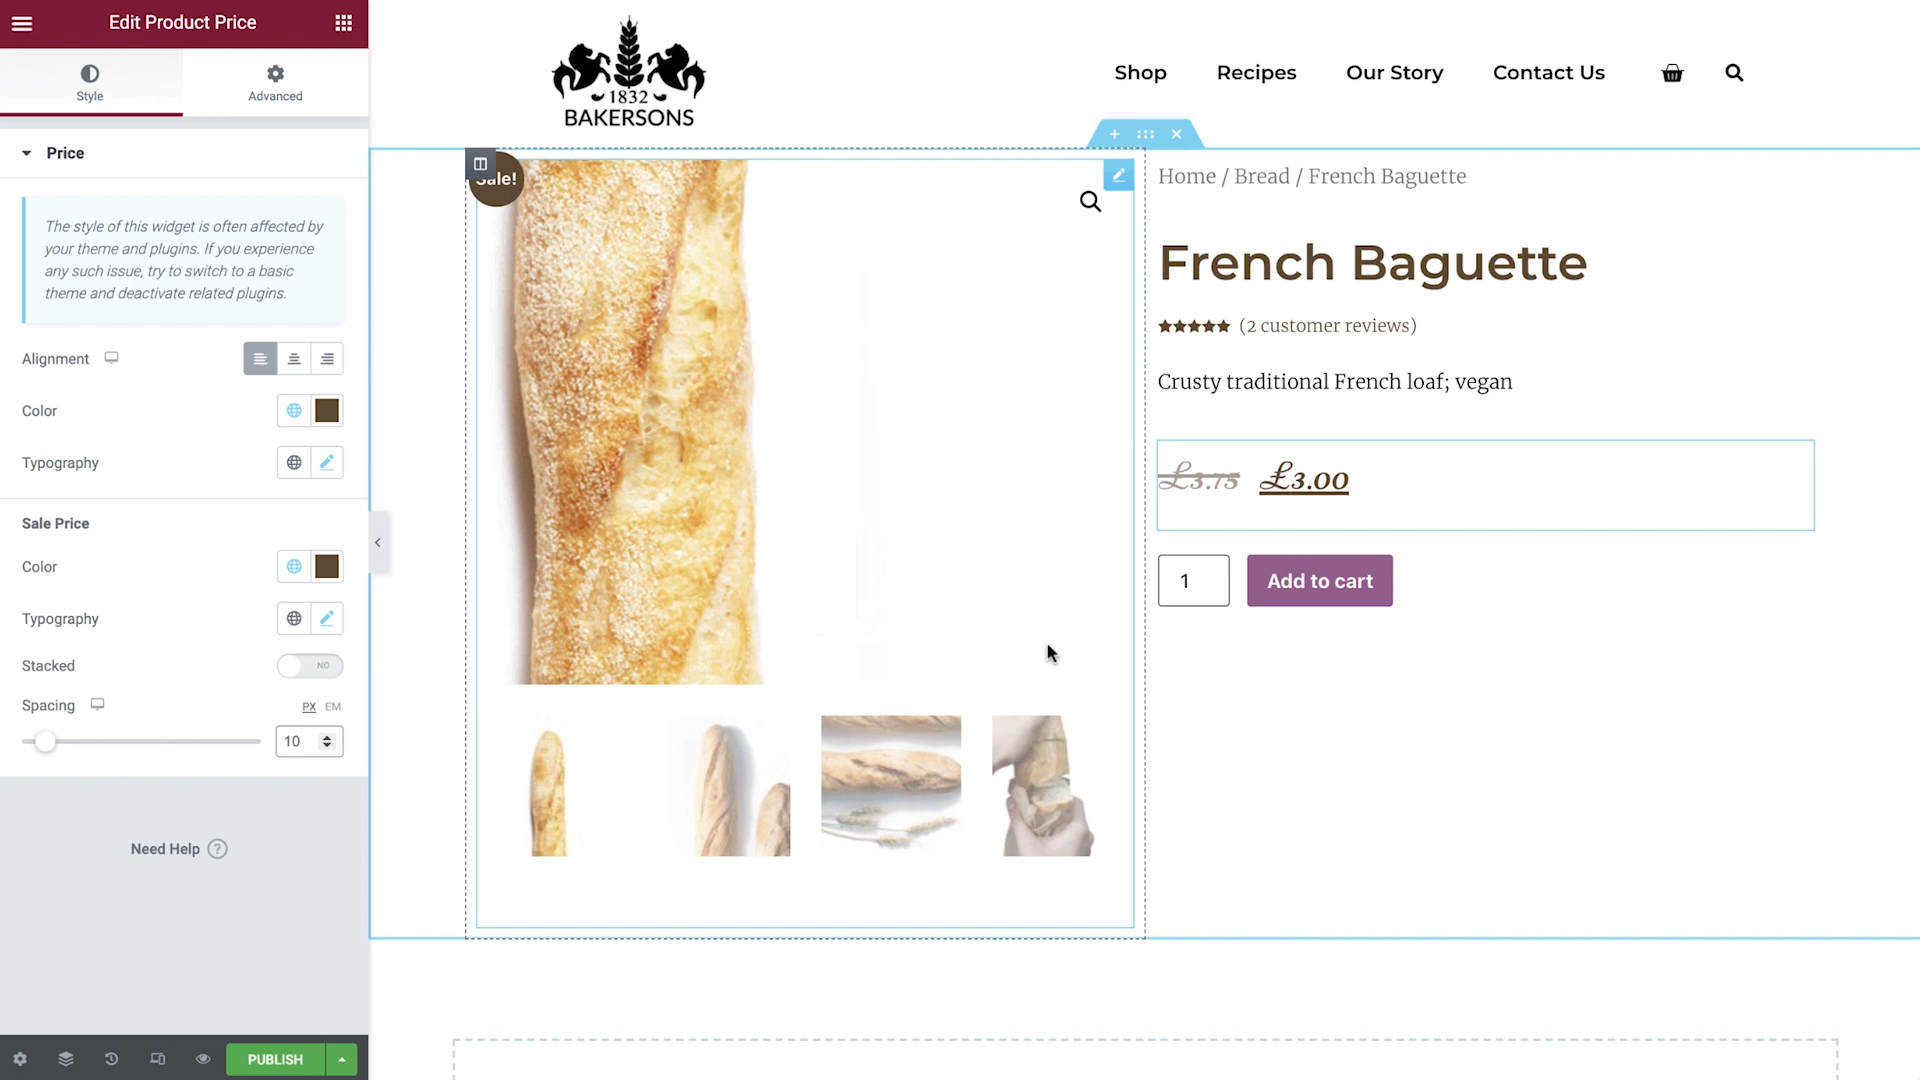 Edit Product Price
Style
Advanced
Price
The style of this widget is often affected by
your theme and plugins. If you experience
any such issue, try to switch to a basic
theme and deactivate related plugins.
Alignment
Color
Typography
Sale Price
Color
Typography
Stacked NO
Spacing PX EM
10
Need Help ?
PUBLISH
1832
BAKERSONS
Shop Recipes Our Story Contact Us
Sale!
Home / Bread / French Baguette
French Baguette
(2 customer reviews)
Crusty traditional French loaf; vegan
£3.75 £3.00
1 Add to cart